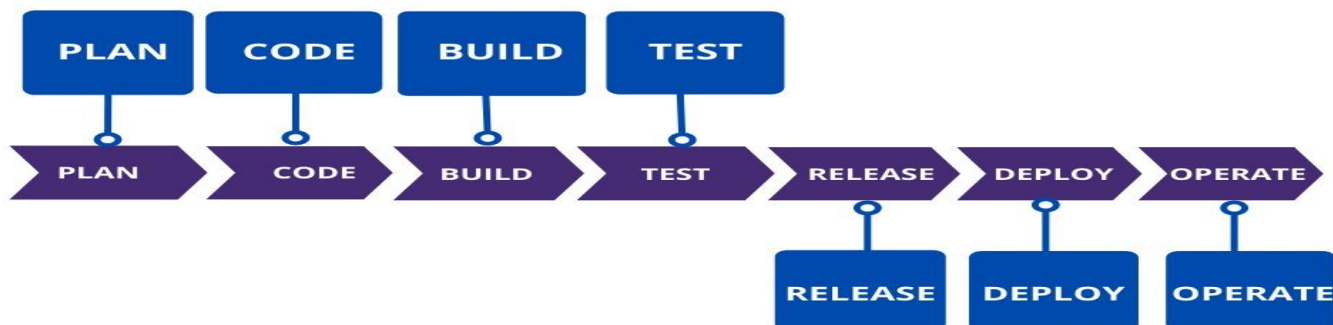 PLAN CODE BUILD TEST
PLAN CODE BUILD TEST RELEASE DEPLOY OPERATE
RELEASE DEPLOY OPERATE